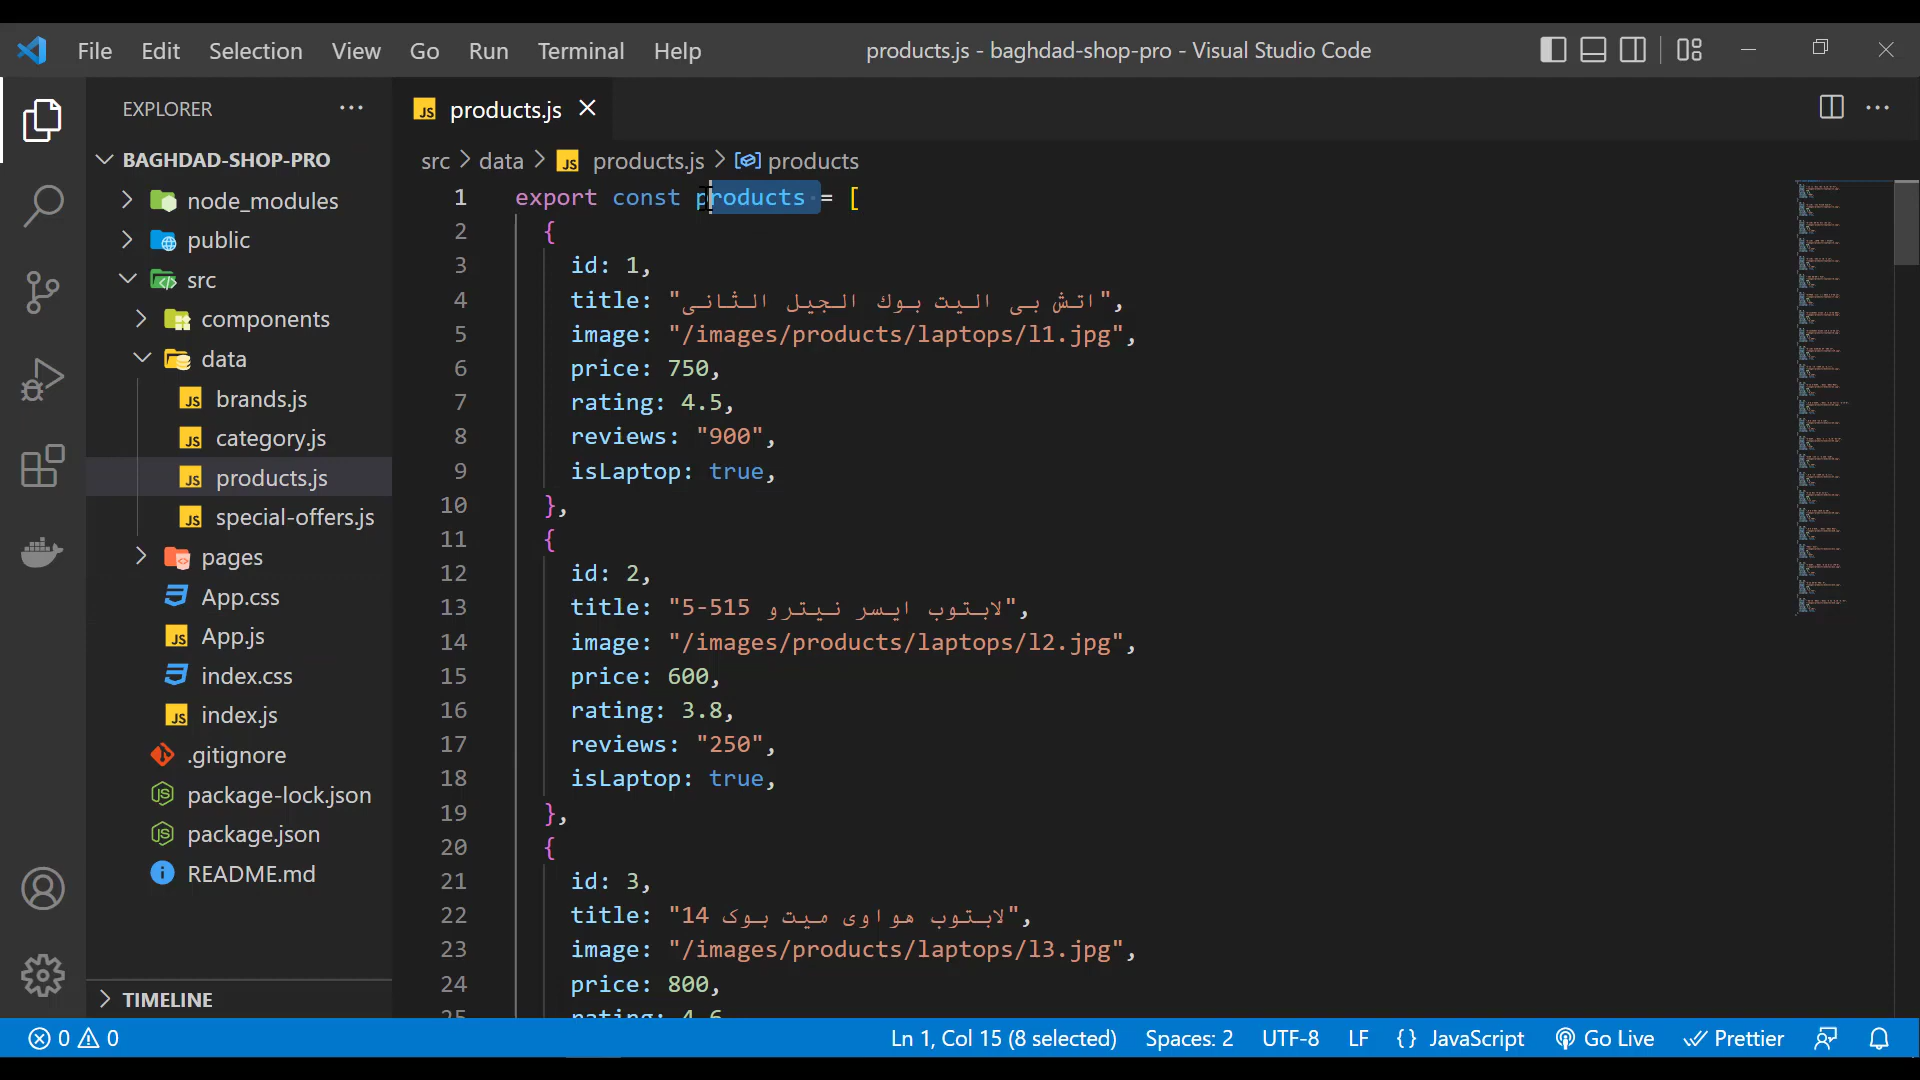 File Edit Selection View Go Run Terminal Help products.js - baghdad-shop-pro - Visual Studio Code
EXPLORER
BAGHDAD-SHOP-PRO
node_modules
public
src
components
data
brands.js
category.js
products.js
special-offers.js
pages
App.css
App.js
index.css
index.js
.gitignore
package-lock.json
package.json
README.md
TIMELINE
products.js
src > data > products.js > products
1 export const products = [
2 {
3 id: 1,
4 title: "اتش بى اليت بوك الجيل الثانى",
5 image: "/images/products/laptops/l1.jpg",
6 price: 750,
7 rating: 4.5,
8 reviews: "900",
9 isLaptop: true,
10 },
11 {
12 id: 2,
13 title: "لابتوب ايسر نيترو 515-5",
14 image: "/images/products/laptops/l2.jpg",
15 price: 600,
16 rating: 3.8,
17 reviews: "250",
18 isLaptop: true,
19 },
20 {
21 id: 3,
22 title: "لابتوب هواوى ميت بوک 14",
23 image: "/images/products/laptops/l3.jpg",
24 price: 800,
25 rating: 4.6
0 0 Ln 1, Col 15 (8 selected) Spaces: 2 UTF-8 LF {} JavaScript Go Live Prettier